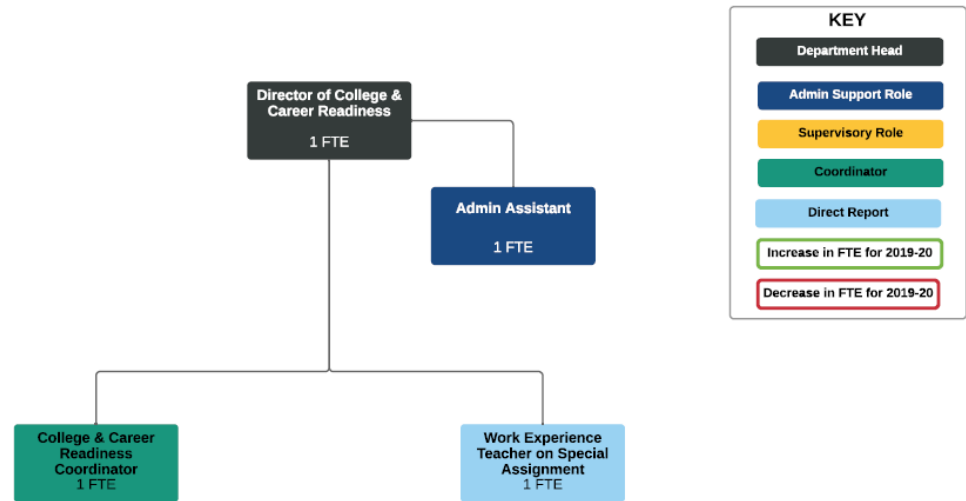 KEY
Department Head
Admin Support Role
Supervisory Role
Coordinator
Direct Report
Increase in FTE for 2019-20
Decrease in FTE for 2019-20
Director of College &
Career Readiness
1 FTE
Admin Assistant
1 FTE
College & Career
Readiness
Coordinator
1 FTE
Work Experience
Teacher on Special
Assignment
1 FTE